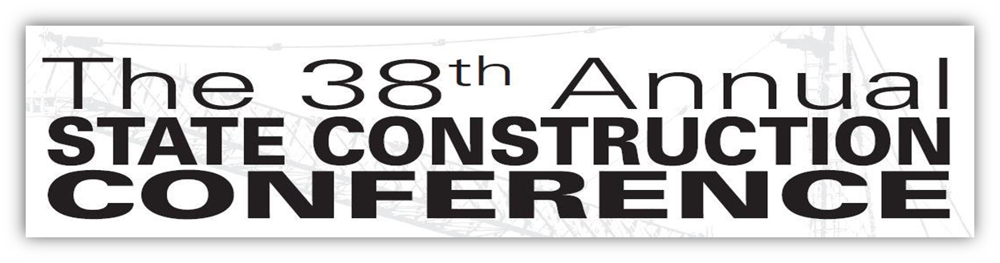 The 38th Annual
STATE CONSTRUCTION
CONFERENCE